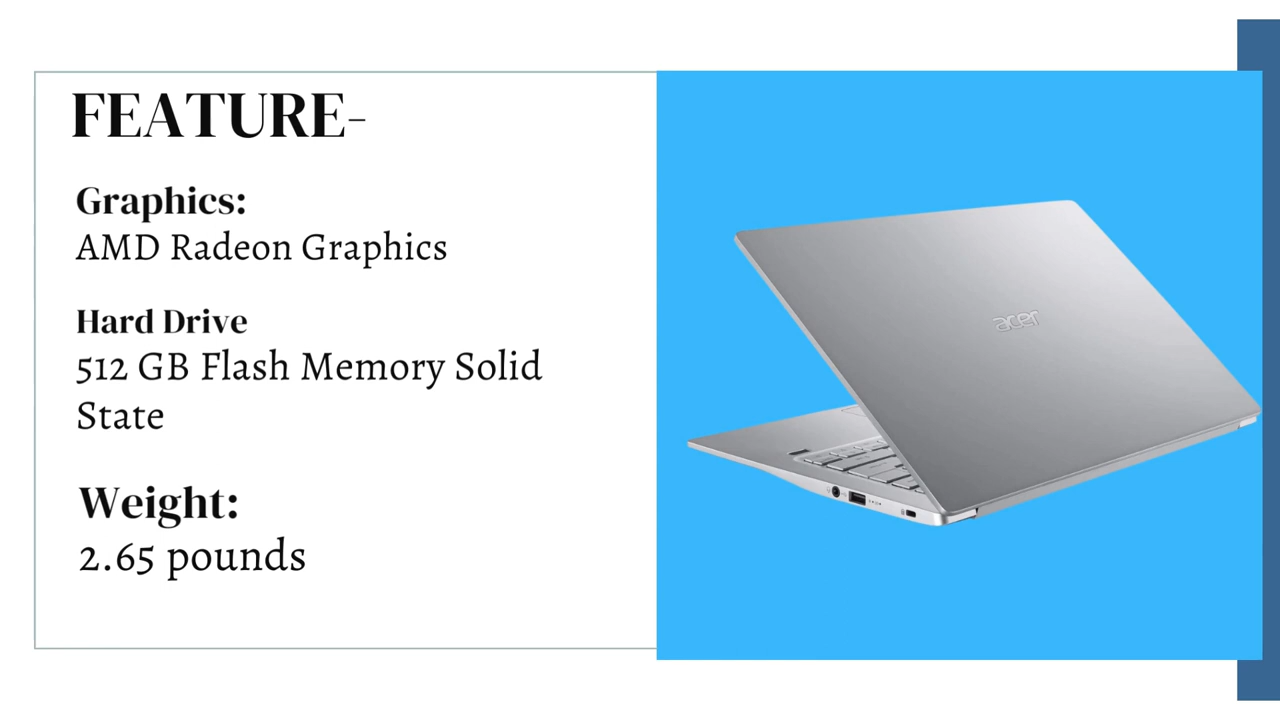 FEATURE-
Graphics:
AMD Radeon Graphics
Hard Drive
512 GB Flash Memory Solid
State
Weight:
2.65 pounds
acer